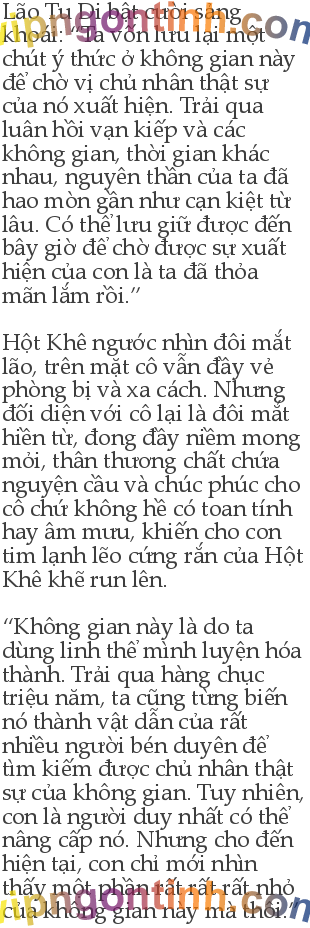 Lão Tu Di bật cười sảng
khoái: “Ta vốn lưu lại một
chút ý thức ở không gian này
để chờ vị chủ nhân thật sự
của nó xuất hiện. Trải qua
luân hồi vạn kiếp và các
không gian, thời gian khác
nhau, nguyên thần của ta đã
hao mòn gần như cạn kiệt từ
lâu. Có thể lưu giữ được đến
bây giờ để chờ được sự xuất
hiện của con là ta đã thỏa
mãn lắm rồi.”
Hột Khê ngước nhìn đôi mắt
lão, trên mặt cô vẫn đầy vẻ
phòng bị và xa cách. Nhưng
đối diện với cô lại là đôi mắt
hiền từ, đong đầy niềm mong
mỏi, thân thương chất chứa
nguyện cầu và chúc phúc cho
cô chứ không hề có toan tính
hay âm mưu, khiến cho con
tim lạnh lẽo cứng rắn của Hột
Khê khẽ run lên.
“Không gian này là do ta
dùng linh thể mình luyện hóa
thành. Trải qua hàng chục
triệu năm, ta cũng từng biến
nó thành vật dẫn của rất
nhiều người bén duyên để
tìm kiếm được chủ nhân thật
sự của không gian. Tuy nhiên,
con là người duy nhất có thể
nâng cấp nó. Nhưng cho đến
hiện tại, con chỉ mới nhìn
thấy một phần rất rất rất nhỏ
của không gian này mà thôi.”
vipngontinh.com
vipngontinh.com